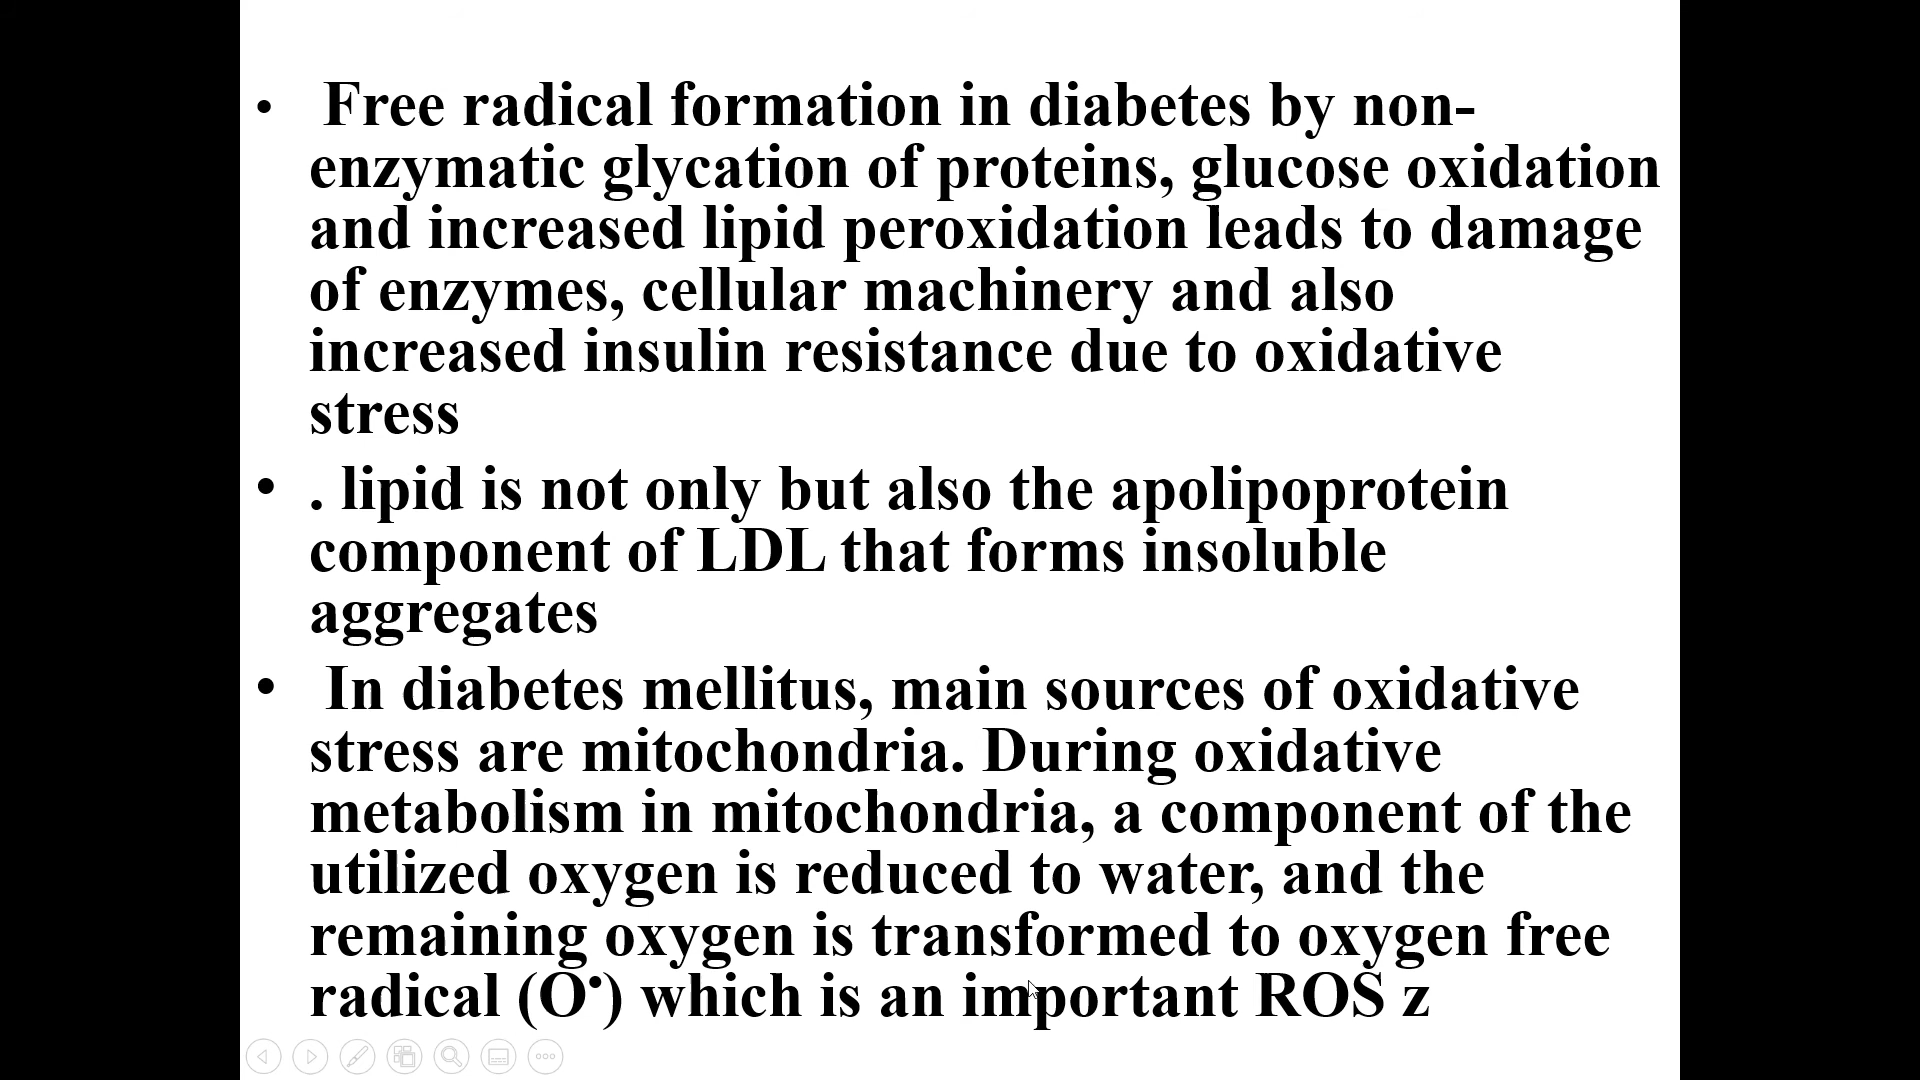 • Free radical formation in diabetes by non-
enzymatic glycation of proteins, glucose oxidation
and increased lipid peroxidation leads to damage
of enzymes, cellular machinery and also
increased insulin resistance due to oxidative
stress
• . lipid is not only but also the apolipoprotein
component of LDL that forms insoluble
aggregates
• In diabetes mellitus, main sources of oxidative
stress are mitochondria. During oxidative
metabolism in mitochondria, a component of the
utilized oxygen is reduced to water, and the
remaining oxygen is transformed to oxygen free
radical (O•) which is an important ROS z